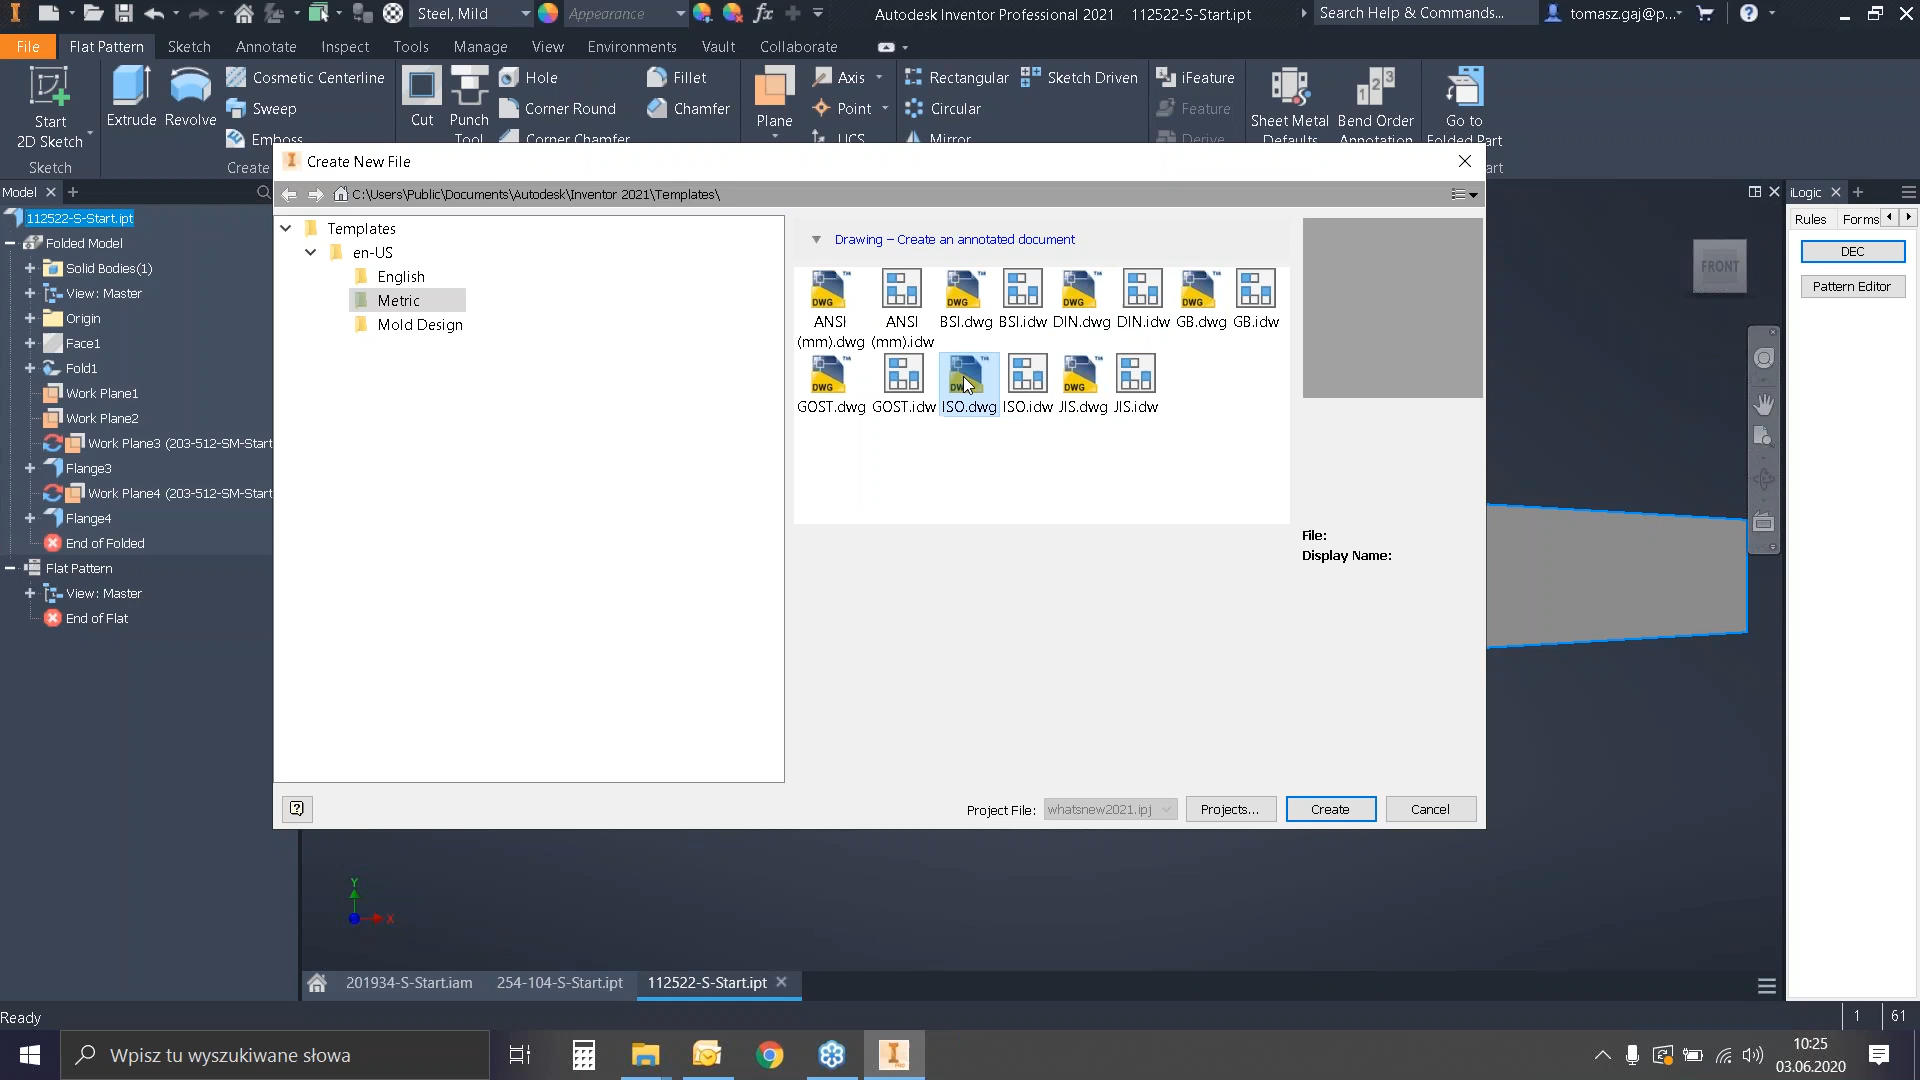 Steel, Mild
Appearance
fx
Autodesk Inventor Professional 2021 112522-S-Start.ipt
Search Help & Commands...
tomasz.gaj@p...
File
Flat Pattern
Sketch
Annotate
Inspect
Tools
Manage
View
Environments
Vault
Collaborate
Start
2D Sketch
Sketch
Extrude
Revolve
Cosmetic Centerline
Sweep
Emboss
Create
Cut
Punch
Tool
Hole
Corner Round
Corner Chamfer
Fillet
Chamfer
Plane
Axis
Point
UCS
Rectangular
Circular
Mirror
Sketch Driven
iFeature
Feature
Derive
Sheet Metal
Defaults
Bend Order
Annotation
Go to
Folded Part
Model
112522-S-Start.ipt
Folded Model
Solid Bodies(1)
View: Master
Origin
Face1
Fold1
Work Plane1
Work Plane2
Work Plane3 (203-512-SM-Start
Flange3
Work Plane4 (203-512-SM-Start
Flange4
End of Folded
Flat Pattern
View: Master
End of Flat
Create New File
C:\Users\Public\Documents\Autodesk\Inventor 2021\Templates\
Templates
en-US
English
Metric
Mold Design
Drawing – Create an annotated document
ANSI (mm).dwg
ANSI (mm).idw
BSI.dwg
BSI.idw
DIN.dwg
DIN.idw
GB.dwg
GB.idw
GOST.dwg
GOST.idw
ISO.dwg
ISO.idw
JIS.dwg
JIS.idw
File:
Display Name:
Project File:
whatsnew2021.ipj
Projects...
Create
Cancel
FRONT
iLogic
Rules
Forms
DEC
Pattern Editor
Y
X
201934-S-Start.iam
254-104-S-Start.ipt
112522-S-Start.ipt
Ready
1
61
Wpisz tu wyszukiwane słowa
10:25
03.06.2020